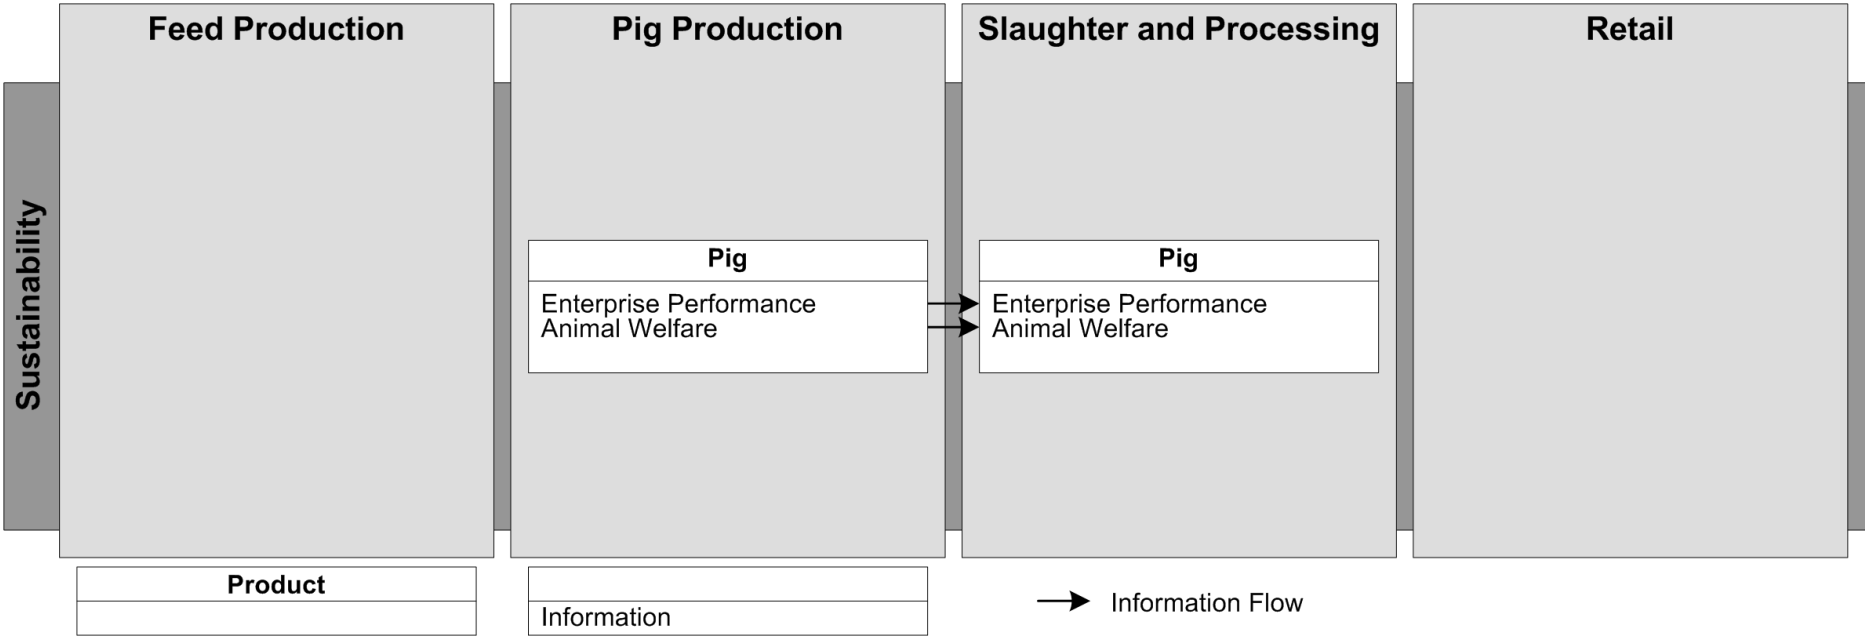 Feed Production
Pig Production
Slaughter and Processing
Retail
Sustainability
Pig
Enterprise Performance
Animal Welfare
Pig
Enterprise Performance
Animal Welfare
Product
Information
Information Flow